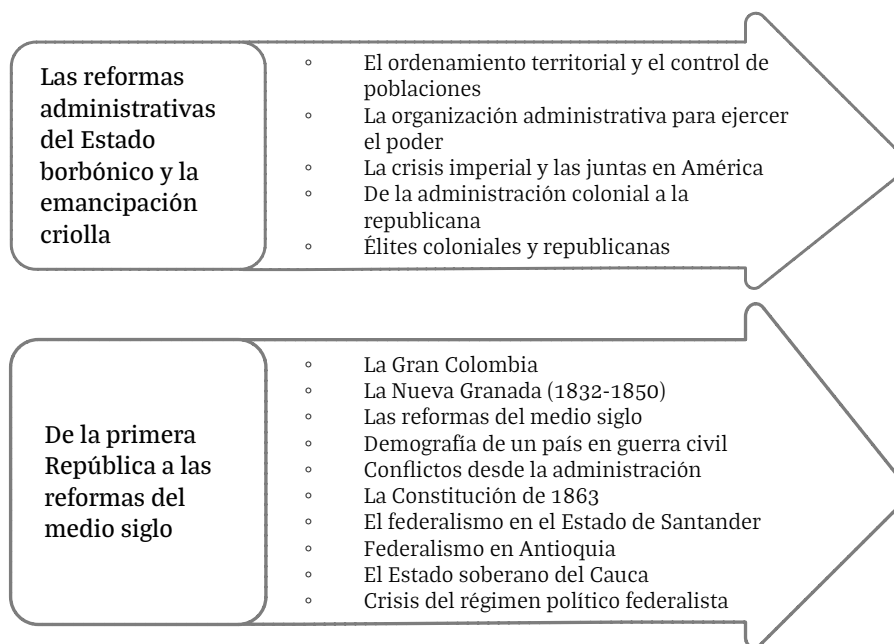 Las reformas
administrativas
del Estado
borbónico y la
emancipación
criolla
◦ El ordenamiento territorial y el control de
poblaciones
◦ La organización administrativa para ejercer
el poder
◦ La crisis imperial y las juntas en América
◦ De la administración colonial a la
republicana
◦ Élites coloniales y republicanas
De la primera
República a las
reformas del
medio siglo
◦ La Gran Colombia
◦ La Nueva Granada (1832-1850)
◦ Las reformas del medio siglo
◦ Demografía de un país en guerra civil
◦ Conflictos desde la administración
◦ La Constitución de 1863
◦ El federalismo en el Estado de Santander
◦ Federalismo en Antioquia
◦ El Estado soberano del Cauca
◦ Crisis del régimen político federalista